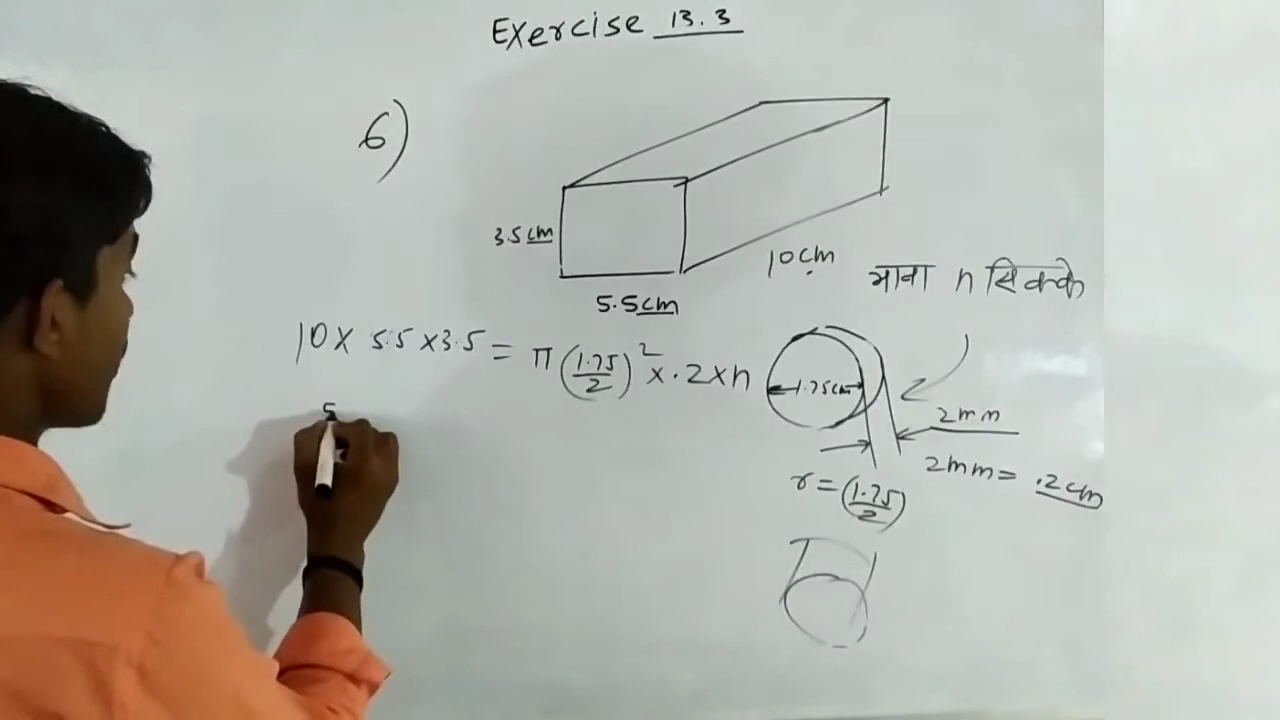 Exercise 13.3
6)
3.5cm
10cm
5.5cm
माना n सिक्के
10 x 5.5 x 3.5 = π (1.75/2)² x .2 x n
1.75cm
2mm
2mm = .2cm
r = (1.75/2)
5